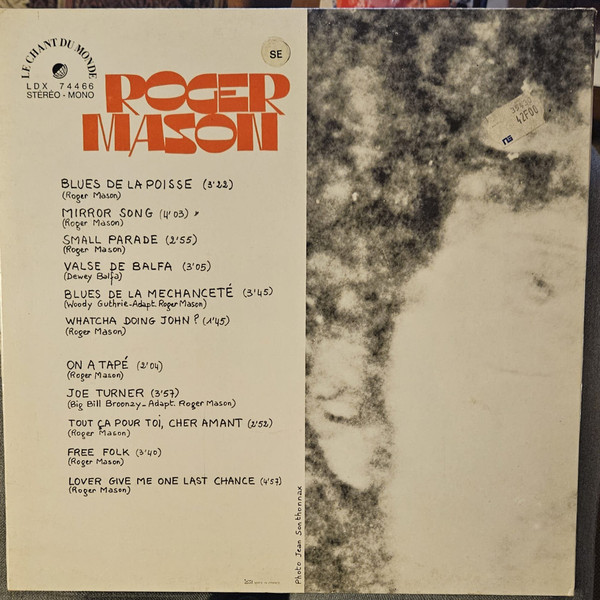 LE CHANT DU MONDE
LDX 74466
STÉRÉO - MONO
SE
ROGER
MASON
42F00
BLUES DE LA POISSE (3'22)
(Roger Mason)
MIRROR SONG (4'03)
(Roger Mason)
SMALL PARADE (2'55)
(Roger Mason)
VALSE DE BALFA (3'05)
(Dewey Balfa)
BLUES DE LA MECHANCETÉ (3'45)
(Woody Guthrie-Adapt. Roger Mason)
WHATCHA DOING JOHN? (1'45)
(Roger Mason)
ON A TAPÉ (2'04)
(Roger Mason)
JOE TURNER (3'57)
(Big Bill Broonzy-Adapt. Roger Mason)
TOUT ÇA POUR TOI, CHER AMANT (2'52)
(Roger Mason)
FREE FOLK (3'40)
(Roger Mason)
LOVER GIVE ME ONE LAST CHANCE (4'57)
(Roger Mason)
Photo Jean Sonthonnax